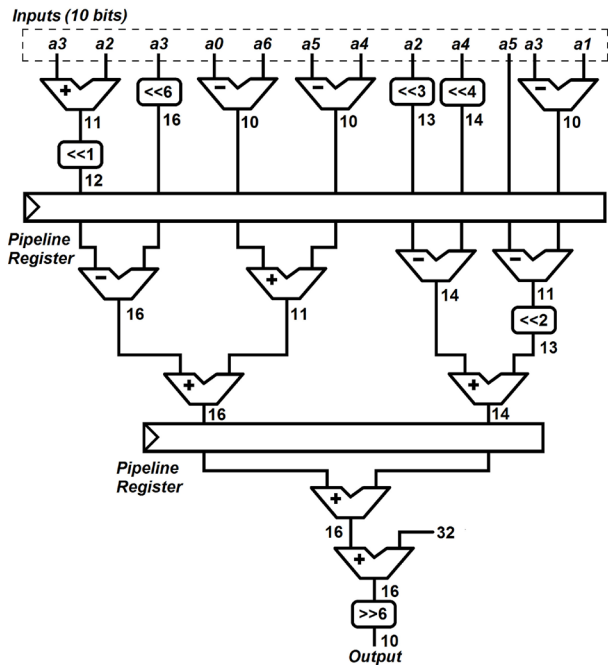 Inputs (10 bits)
a3 a2 a3 a0 a6 a5 a4 a2 a4 a5 a3 a1
+ <<6 - - <<3 <<4 -
11 16 10 10 13 14 10
<<1
12
Pipeline
Register
- + - -
16 11 14 11
<<2
13
+ +
16 14
Pipeline
Register
+
16 32
+
16
>>6
10
Output